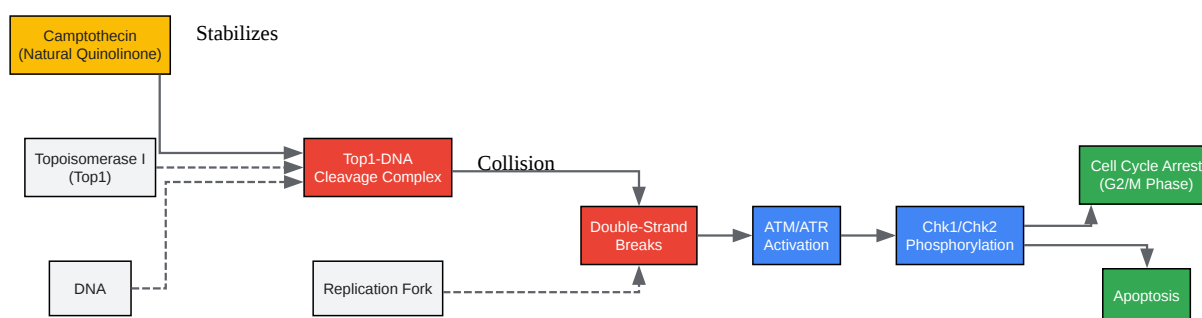 Camptothecin
(Natural Quinolinone)
Stabilizes
Topoisomerase I
(Top1)
Top1-DNA
Cleavage Complex
Collision
Cell Cycle Arrest
(G2/M Phase)
Double-Strand
Breaks
ATM/ATR
Activation
Chk1/Chk2
Phosphorylation
DNA
Replication Fork
Apoptosis